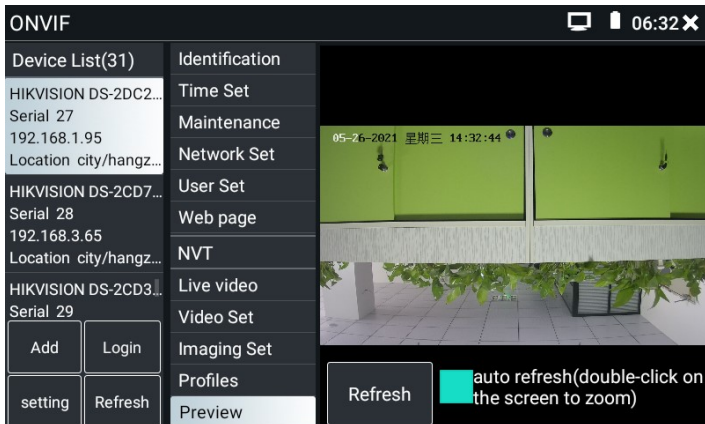 ONVIF
06:32
Device List(31)
HIKVISION DS-2DC2...
Serial 27
192.168.1.95
Location city/hangz...
HIKVISION DS-2CD7...
Serial 28
192.168.3.65
Location city/hangz...
HIKVISION DS-2CD3...
Serial 29
Add
Login
setting
Refresh
Identification
Time Set
Maintenance
Network Set
User Set
Web page
NVT
Live video
Video Set
Imaging Set
Profiles
Preview
05-26-2021 星期三 14:32:44
Refresh
auto refresh(double-click on
the screen to zoom)